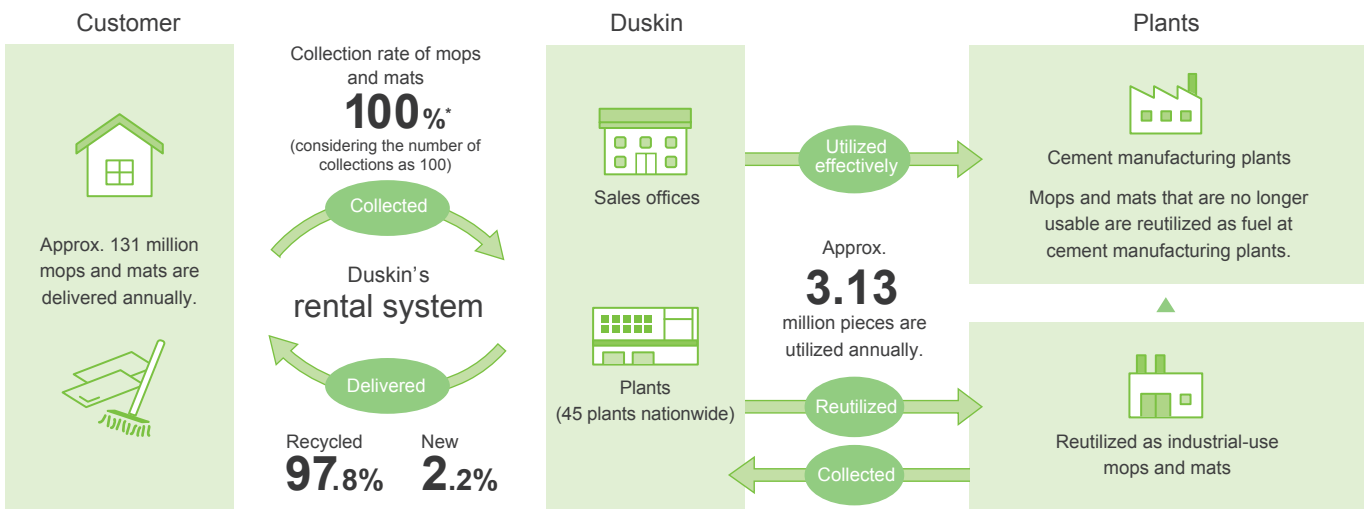 Customer
Approx. 131 million
mops and mats are
delivered annually.
Collection rate of mops
and mats
100%*
(considering the number of
collections as 100)
Collected
Duskin's
rental system
Delivered
Recycled
97.8%
New
2.2%
Duskin
Sales offices
Plants
(45 plants nationwide)
Utilized
effectively
Approx.
3.13
million pieces are
utilized annually.
Reutilized
Collected
Plants
Cement manufacturing plants
Mops and mats that are no longer
usable are reutilized as fuel at
cement manufacturing plants.
Reutilized as industrial-use
mops and mats